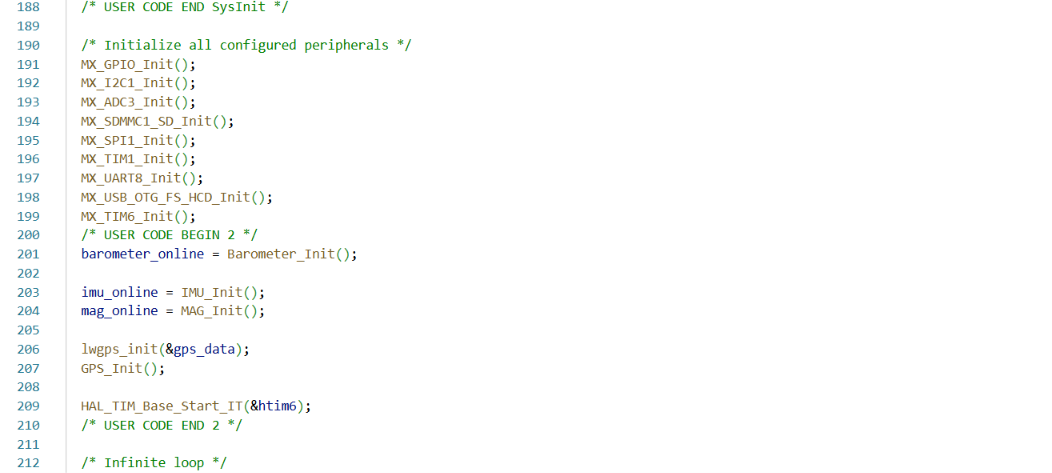 188 /* USER CODE END SysInit */
189
190 /* Initialize all configured peripherals */
191 MX_GPIO_Init();
192 MX_I2C1_Init();
193 MX_ADC3_Init();
194 MX_SDMMC1_SD_Init();
195 MX_SPI1_Init();
196 MX_TIM1_Init();
197 MX_UART8_Init();
198 MX_USB_OTG_FS_HCD_Init();
199 MX_TIM6_Init();
200 /* USER CODE BEGIN 2 */
201 barometer_online = Barometer_Init();
202
203 imu_online = IMU_Init();
204 mag_online = MAG_Init();
205
206 lwgps_init(&gps_data);
207 GPS_Init();
208
209 HAL_TIM_Base_Start_IT(&htim6);
210 /* USER CODE END 2 */
211
212 /* Infinite loop */